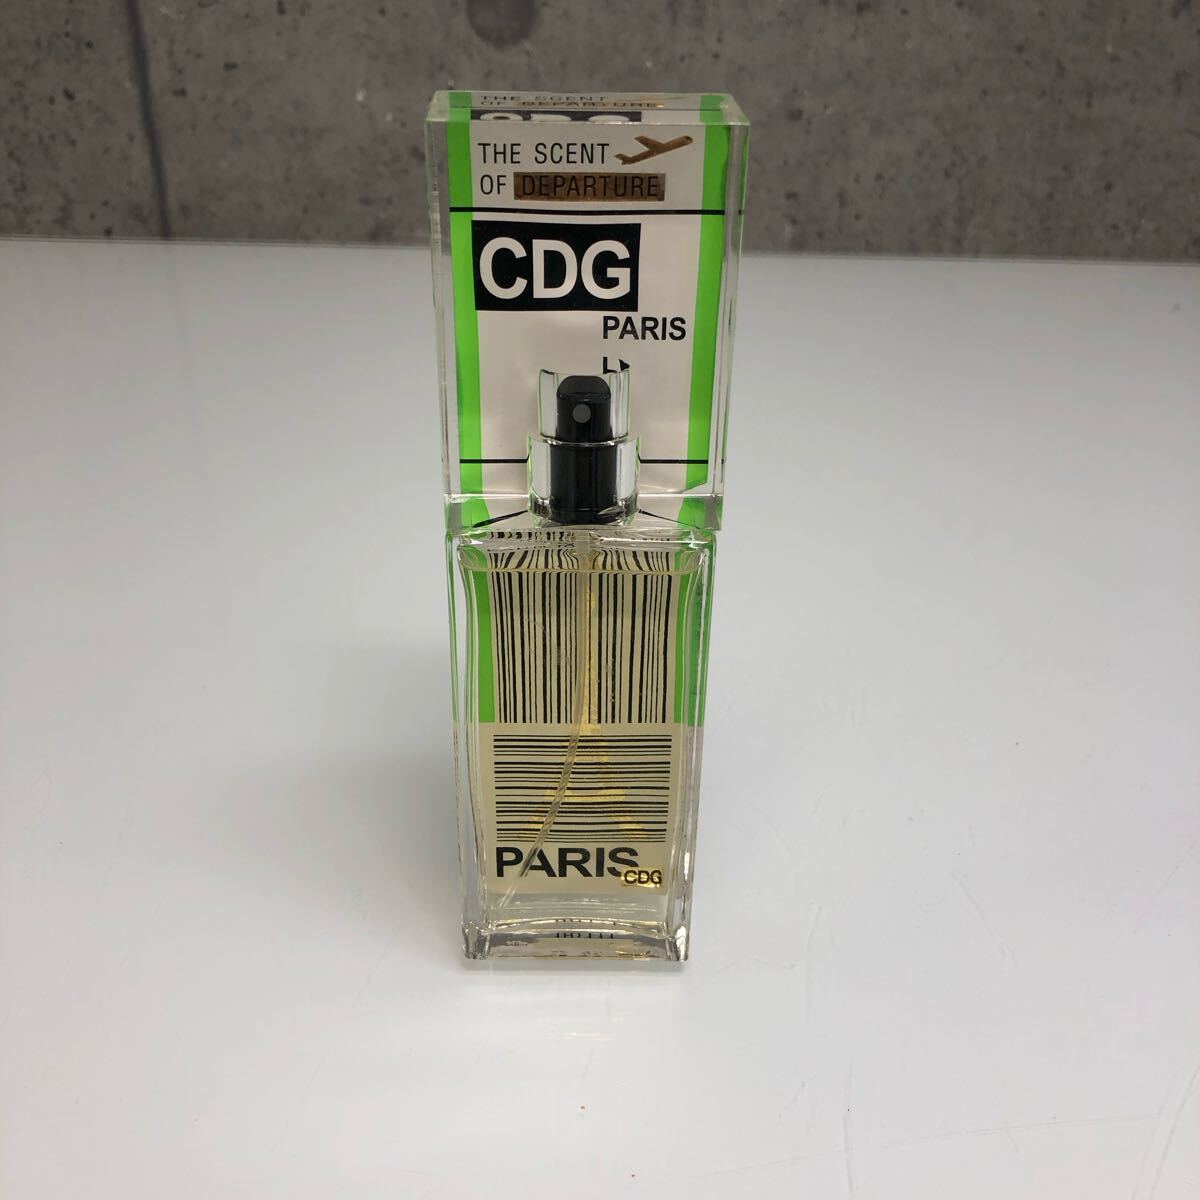 THE SCENT
OF DEPARTURE
THE SCENT
OF DEPARTURE
CDG
PARIS
PARIS
CDG